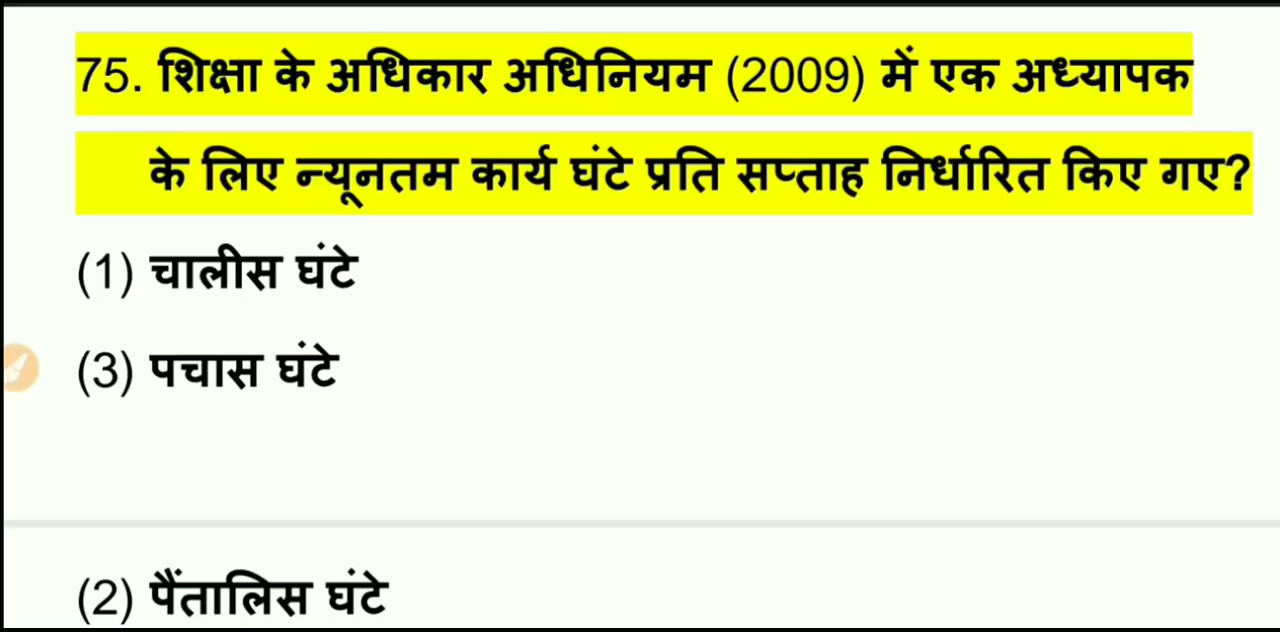 75. शिक्षा के अधिकार अधिनियम (2009) में एक अध्यापक
के लिए न्यूनतम कार्य घंटे प्रति सप्ताह निर्धारित किए गए?
(1) चालीस घंटे
(3) पचास घंटे
(2) पैंतालिस घंटे